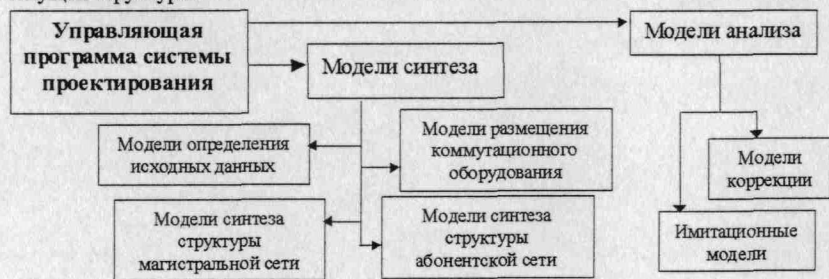 Управляющая
программа системы
проектирования
Модели анализа
Модели синтеза
Модели определения
исходных данных
Модели размещения
коммутационного
оборудования
Модели
коррекции
Модели синтеза
структуры
магистральной сети
Модели синтеза
структуры
абонентской сети
Имитационные
модели